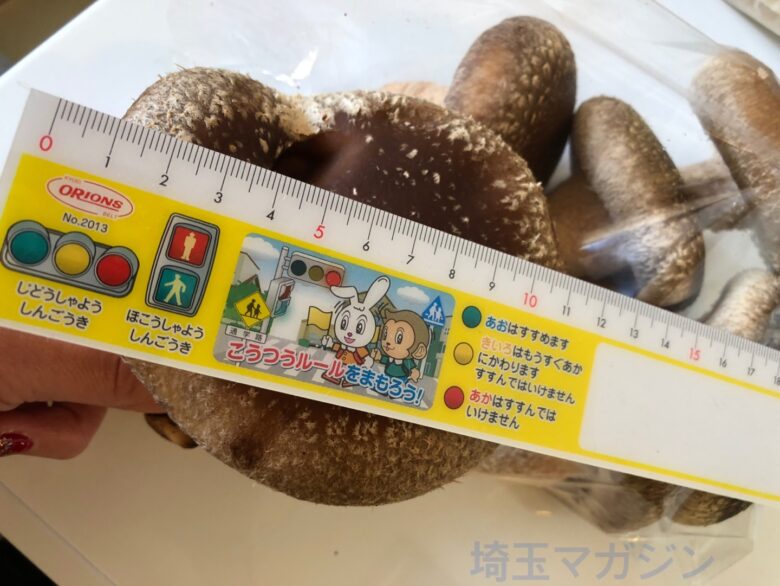 0 1 2 3 4 5 6 7 8 9 10 11 12 13 14 15 16
KYOKUTO
ORIONS
BELT
No.2013
じどうしゃよう
しんごうき
ほこうしゃよう
しんごうき
通学路
こうつうルールをまもろう!
あおはすすめます
きいろはもうすぐあか
にかわります
すすんではいけません
あかはすすんでは
いけません
埼玉マガジン